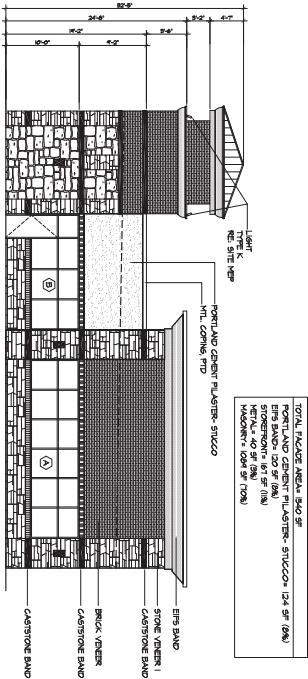 TOTAL FACADE AREA= 1540 SF
PORTLAND CEMENT PILASTER- STUCCO= 124 SF (8%)
EIFS BAND= 120 SF (8%)
STOREFRONT= 167 SF (11%)
METAL= 40 SF (3%)
MASONRY= 1089 SF (70%)
LIGHT
TYPE K
RE: SITE MEP
PORTLAND CEMENT PILASTER- STUCCO
MTL. COPING, PTD
EIFS BAND
STONE VENEER 1
CASTSTONE BAND
BRICK VENEER
CASTSTONE BAND
CASTSTONE BAND
A
B
32'-5"
24'-8"
19'-2"
10'-0"
9'-2"
5'-6"
3'-2"
4'-7"